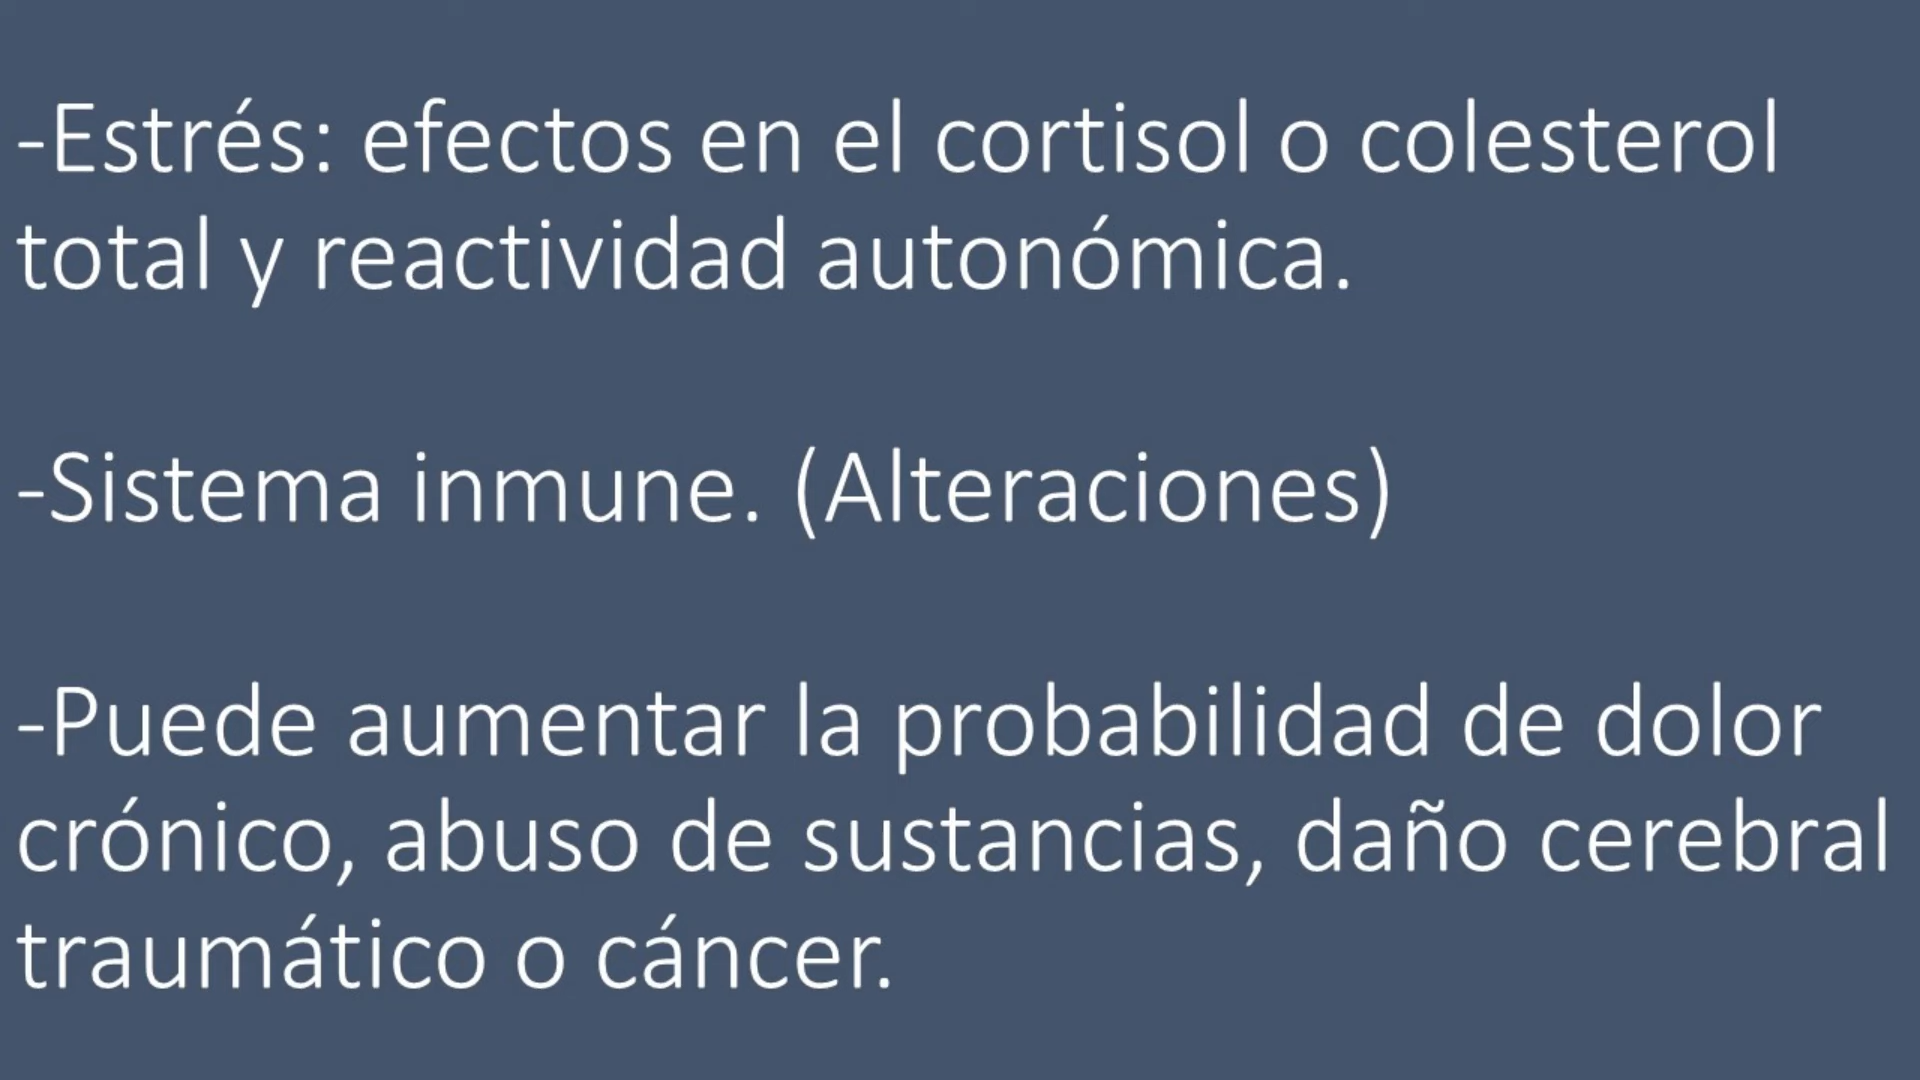 -Estrés: efectos en el cortisol o colesterol
total y reactividad autonómica.
-Sistema inmune. (Alteraciones)
-Puede aumentar la probabilidad de dolor
crónico, abuso de sustancias, daño cerebral
traumático o cáncer.